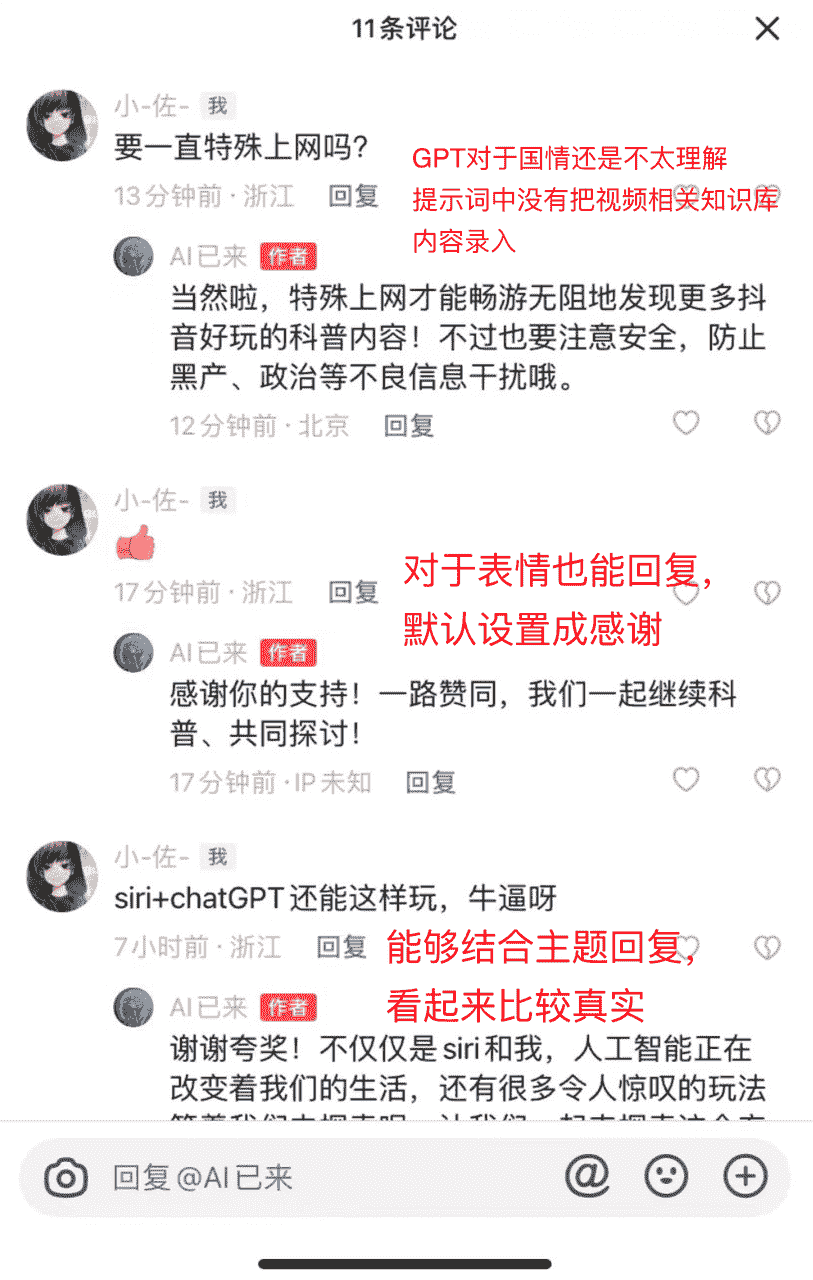 11条评论
小-佐- 我
要一直特殊上网吗？
GPT对于国情还是不太理解
提示词中没有把视频相关知识库
内容录入
13分钟前·浙江 回复
AI已来 作者
当然啦，特殊上网才能畅游无阻地发现更多抖
音好玩的科普内容！不过也要注意安全，防止
黑产、政治等不良信息干扰哦。
12分钟前·北京 回复
小-佐- 我
👍
17分钟前·浙江 回复
对于表情也能回复，
默认设置成感谢
AI已来 作者
感谢你的支持！一路赞同，我们一起继续科
普、共同探讨！
17分钟前·IP未知 回复
小-佐- 我
siri+chatGPT还能这样玩，牛逼呀
7小时前·浙江 回复
能够结合主题回复，
看起来比较真实
AI已来 作者
谢谢夸奖！不仅仅是siri和我，人工智能正在
改变着我们的生活，还有很多令人惊叹的玩法
回复@AI已来